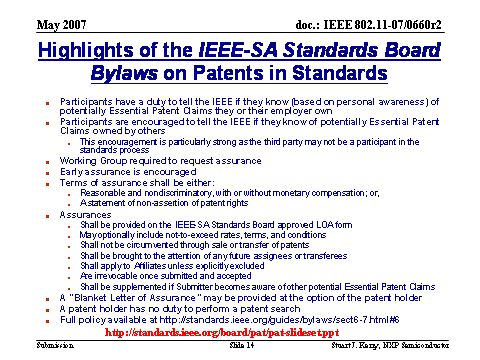 May 2007 doc.: IEEE 802.11-07/0660r2
Highlights of the IEEE-SA Standards Board
Bylaws on Patents in Standards
Participants have a duty to tell the IEEE if they know (based on personal awareness) of
potentially Essential Patent Claims they or their employer own
Participants are encouraged to tell the IEEE if they know of potentially Essential Patent
Claims owned by others
This encouragement is particularly strong as the third party may not be a participant in the
standards process
Working Group required to request assurance
Early assurance is encouraged
Terms of assurance shall be either:
Reasonable and nondiscriminatory, with or without monetary compensation; or,
A statement of non-assertion of patent rights
Assurances
Shall be provided on the IEEE-SA Standards Board approved LOA form
May optionally include not-to-exceed rates, terms, and conditions
Shall not be circumvented through sale or transfer of patents
Shall be brought to the attention of any future assignees or transferees
Shall apply to Affiliates unless explicitly excluded
Are irrevocable once submitted and accepted
Shall be supplemented if Submitter becomes aware of other potential Essential Patent Claims
A "Blanket Letter of Assurance" may be provided at the option of the patent holder
A patent holder has no duty to perform a patent search
Full policy available at http://standards.ieee.org/guides/bylaws/sect6-7.html#6
http://standards.ieee.org/board/pat/pat-slideset.ppt
Submission Slide 14 Stuart J. Kerry, NXP Semiconductor